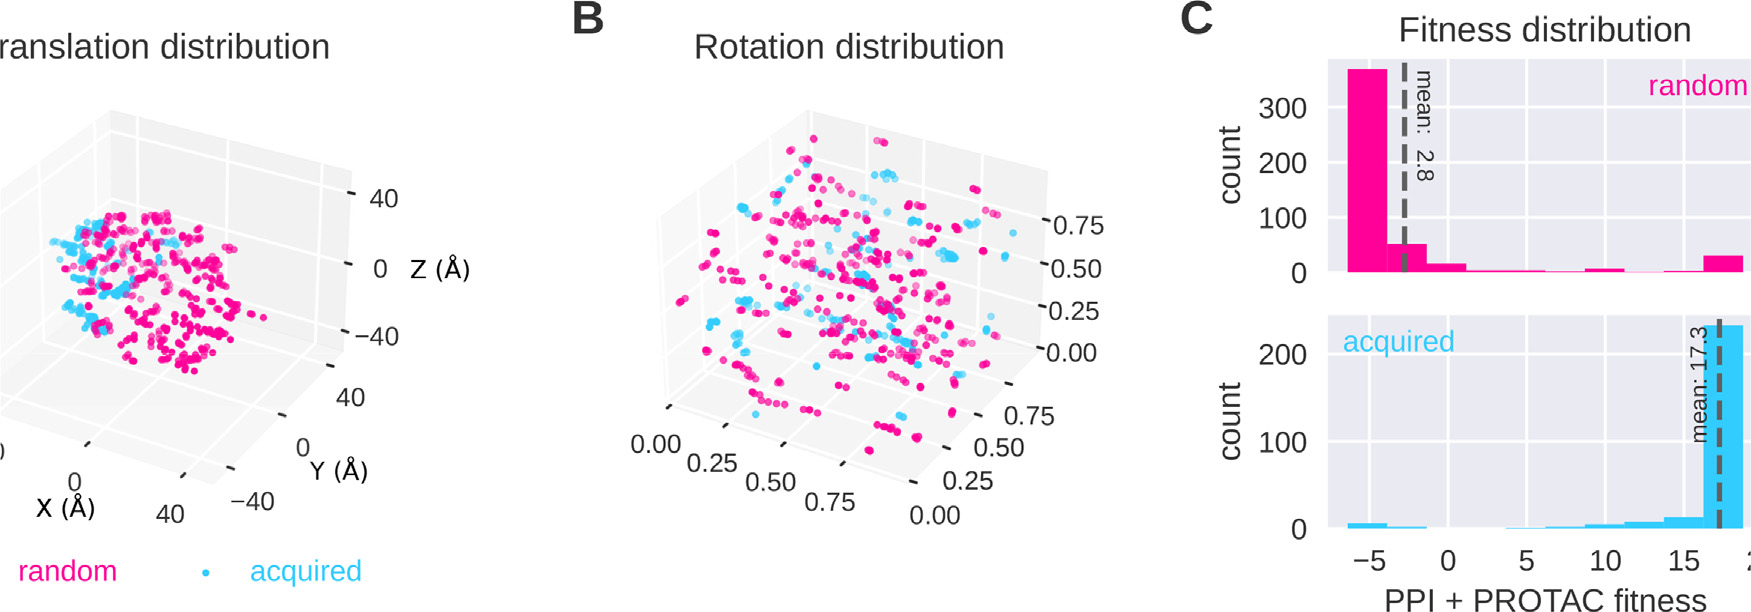 ranslation distribution
40
0
Z (Å)
−40
40
0
Y (Å)
−40
0
X (Å)
40
random
acquired
B
Rotation distribution
0.75
0.50
0.25
0.00
0.75
0.50
0.25
0.00
0.00
0.25
0.50
0.75
C
Fitness distribution
random
mean: 2.8
count
300
200
100
0
acquired
mean: 17.3
count
200
100
0
−5 0 5 10 15
PPI + PROTAC fitness